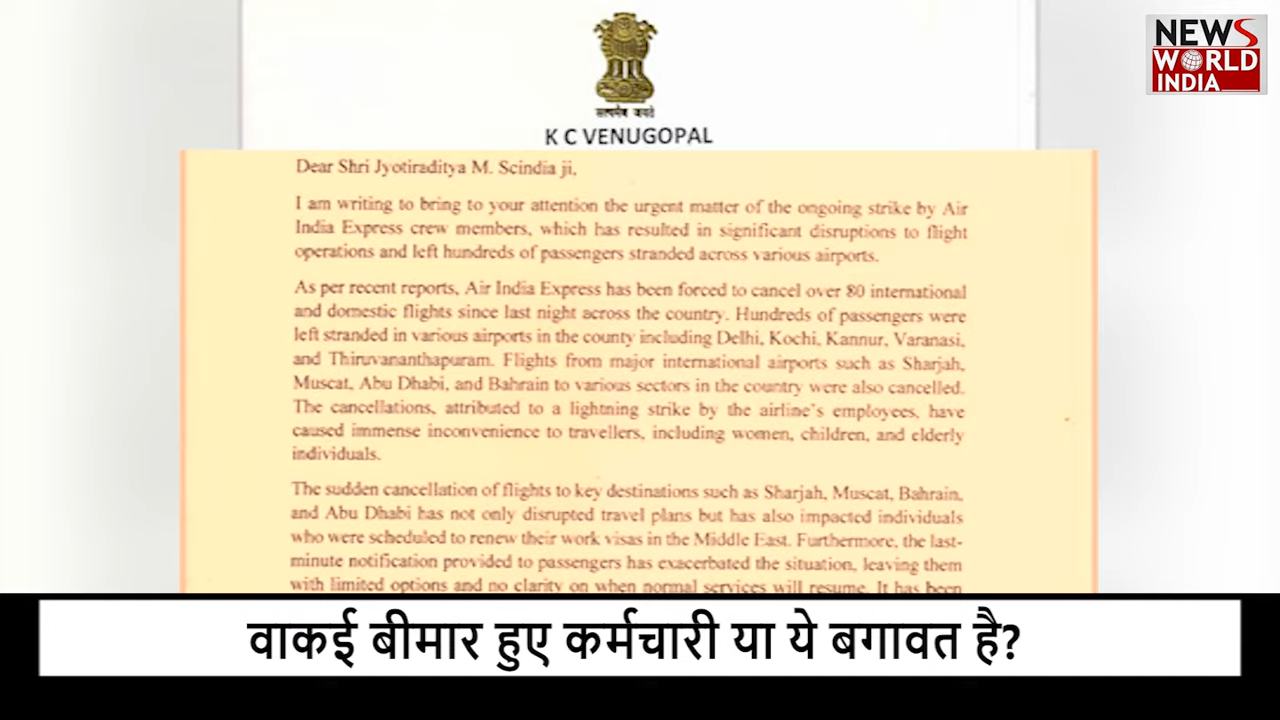 NEWS
WORLD
INDIA
सत्यमेव जयते
K C VENUGOPAL
Dear Shri Jyotiraditya M. Scindia ji,
I am writing to bring to your attention the urgent matter of the ongoing strike by Air
India Express crew members, which has resulted in significant disruptions to flight
operations and left hundreds of passengers stranded across various airports.
As per recent reports, Air India Express has been forced to cancel over 80 international
and domestic flights since last night across the country. Hundreds of passengers were
left stranded in various airports in the county including Delhi, Kochi, Kannur, Varanasi,
and Thiruvananthapuram. Flights from major international airports such as Sharjah,
Muscat, Abu Dhabi, and Bahrain to various sectors in the country were also cancelled.
The cancellations, attributed to a lightning strike by the airline's employees, have
caused immense inconvenience to travellers, including women, children, and elderly
individuals.
The sudden cancellation of flights to key destinations such as Sharjah, Muscat, Bahrain,
and Abu Dhabi has not only disrupted travel plans but has also impacted individuals
who were scheduled to renew their work visas in the Middle East. Furthermore, the last-
minute notification provided to passengers has exacerbated the situation, leaving them
with limited options and no clarity on when normal services will resume. It has been
वाकई बीमार हुए कर्मचारी या ये बगावत है?